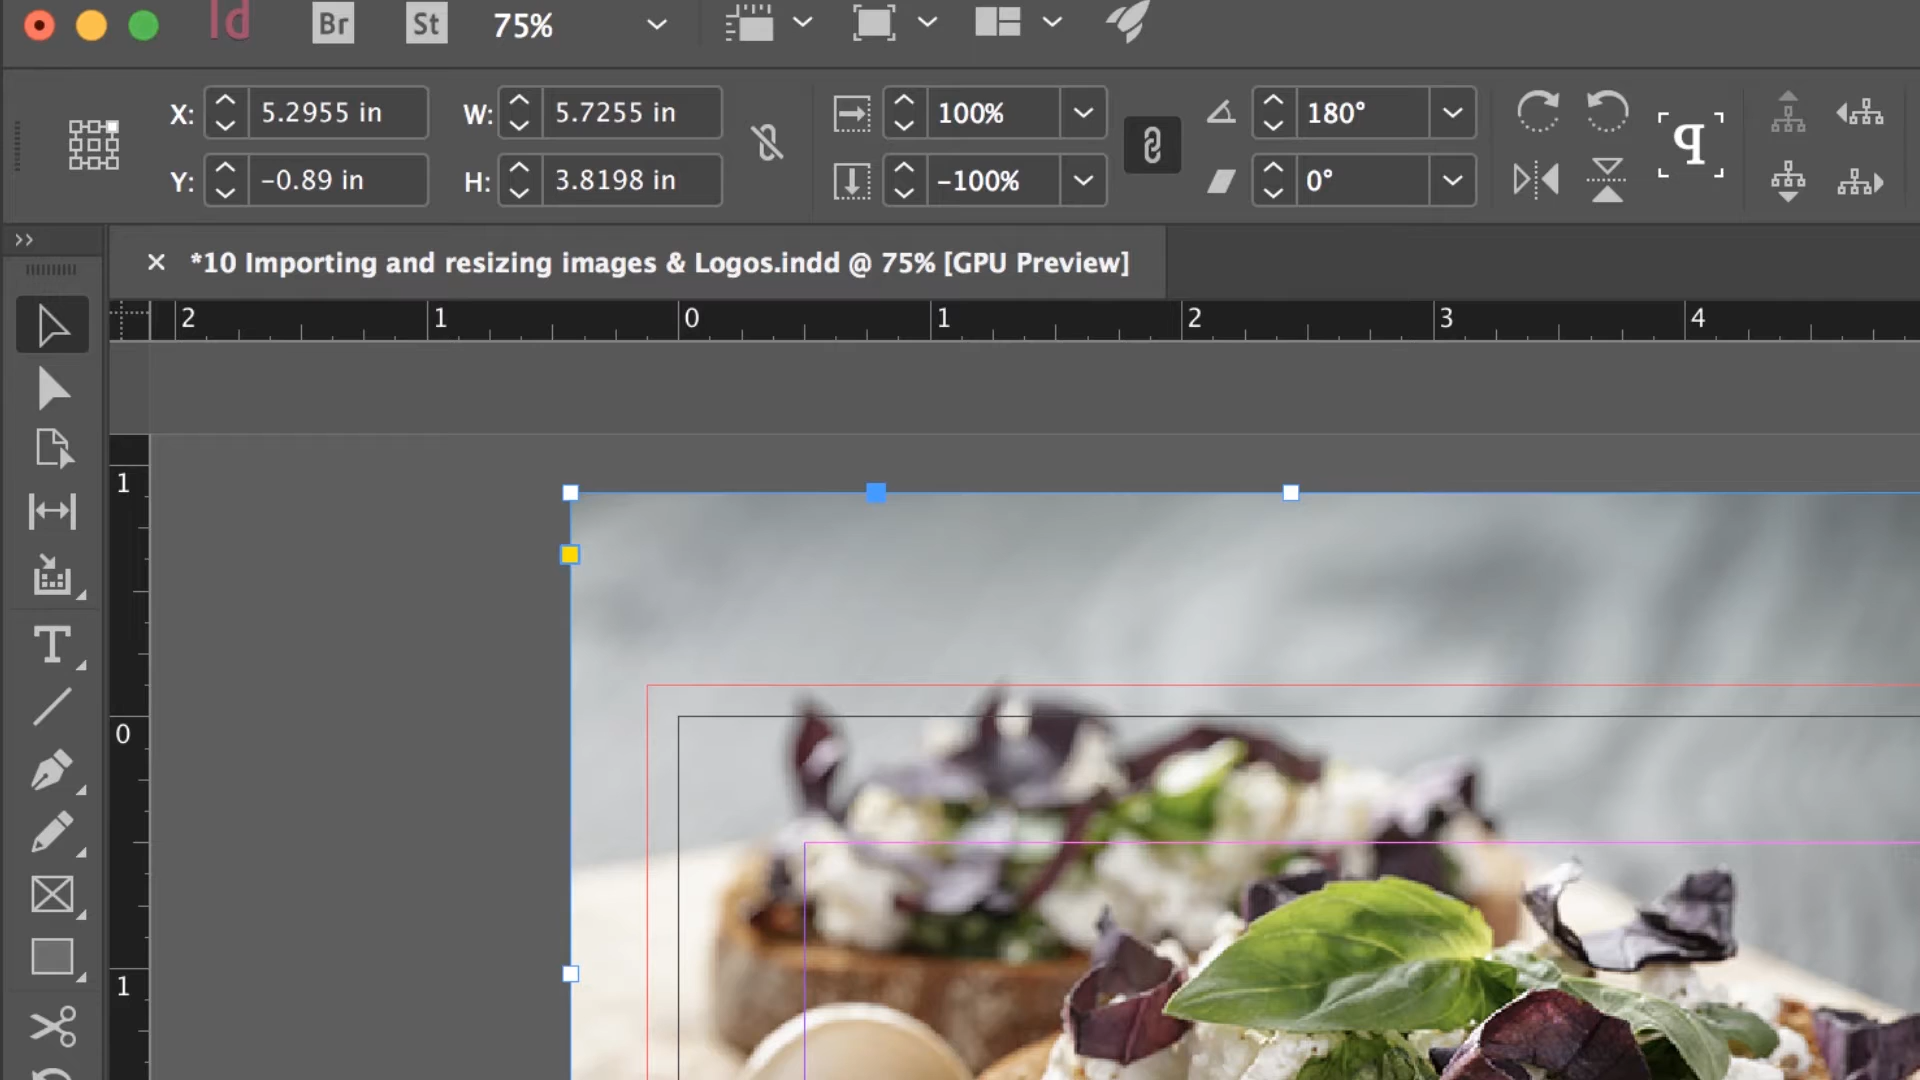 Id Br St 75%
X: 5.2955 in W: 5.7255 in 100% 180°
Y: -0.89 in H: 3.8198 in -100% 0°
*10 Importing and resizing images & Logos.indd @ 75% [GPU Preview]
2 1 0 1 2 3 4
1
0
1